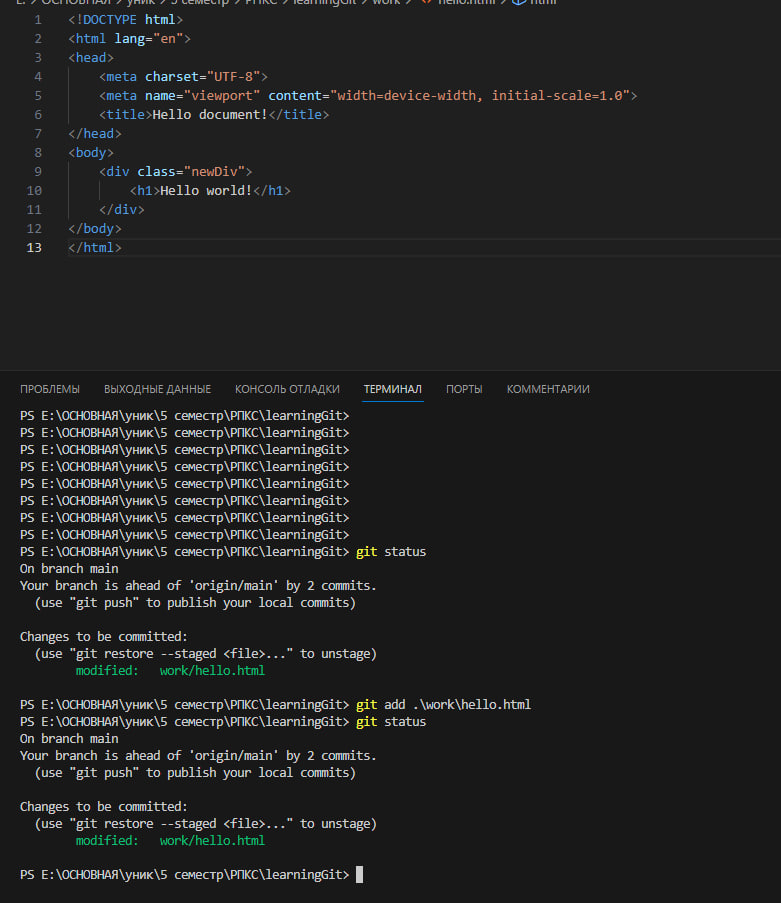 E: > ОСНОВНАЯ > уник > 5 семестр > РПКС > learningGit > work > <> hello.html > html
1 <!DOCTYPE html>
2 <html lang="en">
3 <head>
4     <meta charset="UTF-8">
5     <meta name="viewport" content="width=device-width, initial-scale=1.0">
6     <title>Hello document!</title>
7 </head>
8 <body>
9     <div class="newDiv">
10         <h1>Hello world!</h1>
11     </div>
12 </body>
13 </html>
ПРОБЛЕМЫ ВЫХОДНЫЕ ДАННЫЕ КОНСОЛЬ ОТЛАДКИ ТЕРМИНАЛ ПОРТЫ КОММЕНТАРИИ
PS E:\ОСНОВНАЯ\уник\5 семестр\РПКС\learningGit>
PS E:\ОСНОВНАЯ\уник\5 семестр\РПКС\learningGit>
PS E:\ОСНОВНАЯ\уник\5 семестр\РПКС\learningGit>
PS E:\ОСНОВНАЯ\уник\5 семестр\РПКС\learningGit>
PS E:\ОСНОВНАЯ\уник\5 семестр\РПКС\learningGit>
PS E:\ОСНОВНАЯ\уник\5 семестр\РПКС\learningGit>
PS E:\ОСНОВНАЯ\уник\5 семестр\РПКС\learningGit>
PS E:\ОСНОВНАЯ\уник\5 семестр\РПКС\learningGit>
PS E:\ОСНОВНАЯ\уник\5 семестр\РПКС\learningGit> git status
On branch main
Your branch is ahead of 'origin/main' by 2 commits.
  (use "git push" to publish your local commits)
Changes to be committed:
  (use "git restore --staged <file>..." to unstage)
        modified:   work/hello.html
PS E:\ОСНОВНАЯ\уник\5 семестр\РПКС\learningGit> git add .\work\hello.html
PS E:\ОСНОВНАЯ\уник\5 семестр\РПКС\learningGit> git status
On branch main
Your branch is ahead of 'origin/main' by 2 commits.
  (use "git push" to publish your local commits)
Changes to be committed:
  (use "git restore --staged <file>..." to unstage)
        modified:   work/hello.html
PS E:\ОСНОВНАЯ\уник\5 семестр\РПКС\learningGit>